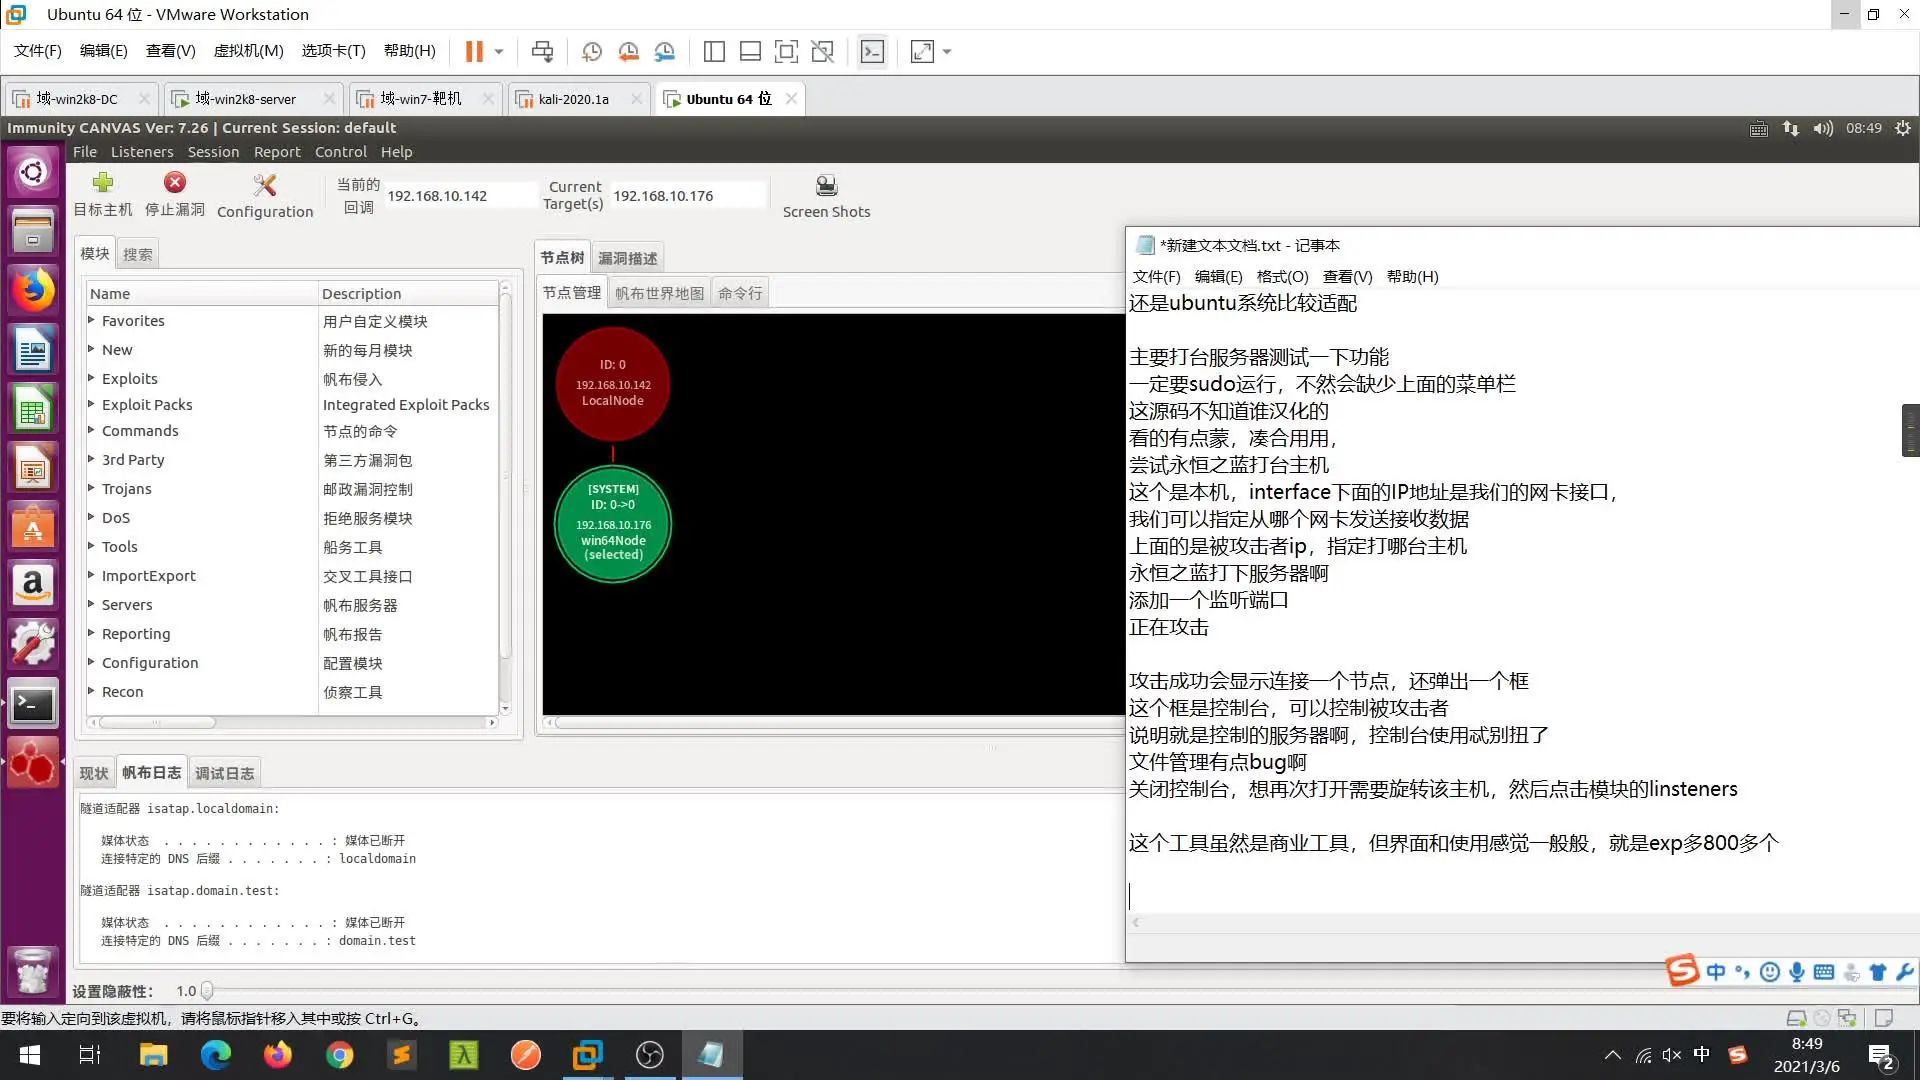 Ubuntu 64 位 - VMware Workstation
文件(F) 编辑(E) 查看(V) 虚拟机(M) 选项卡(T) 帮助(H)
域-win2k8-DC 域-win2k8-server 域-win7-靶机 kali-2020.1a Ubuntu 64 位
Immunity CANVAS Ver: 7.26 | Current Session: default 08:49
File Listeners Session Report Control Help
目标主机 停止漏洞 Configuration 当前的回调 192.168.10.142 Current Target(s) 192.168.10.176 Screen Shots
模块 搜索
Name Description
Favorites 用户自定义模块
New 新的每月模块
Exploits 帆布侵入
Exploit Packs Integrated Exploit Packs
Commands 节点的命令
3rd Party 第三方漏洞包
Trojans 邮政漏洞控制
DoS 拒绝服务模块
Tools 船务工具
ImportExport 交叉工具接口
Servers 帆布服务器
Reporting 帆布报告
Configuration 配置模块
Recon 侦察工具
节点树 漏洞描述
节点管理 帆布世界地图 命令行
ID: 0
192.168.10.142
LocalNode
[SYSTEM]
ID: 0->0
192.168.10.176
win64Node
(selected)
*新建文本文档.txt - 记事本
文件(F) 编辑(E) 格式(O) 查看(V) 帮助(H)
还是ubuntu系统比较适配
主要打台服务器测试一下功能
一定要sudo运行，不然会缺少上面的菜单栏
这源码不知道谁汉化的
看的有点蒙，凑合用用，
尝试永恒之蓝打台主机
这个是本机，interface下面的IP地址是我们的网卡接口，
我们可以指定从哪个网卡发送接收数据
上面的是被攻击者ip，指定打哪台主机
永恒之蓝打下服务器啊
添加一个监听端口
正在攻击
攻击成功会显示连接一个节点，还弹出一个框
这个框是控制台，可以控制被攻击者
说明就是控制的服务器啊，控制台使用忒别扭了
文件管理有点bug啊
关闭控制台，想再次打开需要旋转该主机，然后点击模块的linsteners
这个工具虽然是商业工具，但界面和使用感觉一般般，就是exp多800多个
现状 帆布日志 调试日志
隧道适配器 isatap.localdomain:
媒体状态 . . . . . . . . . . . . : 媒体已断开
连接特定的 DNS 后缀 . . . . . . . : localdomain
隧道适配器 isatap.domain.test:
媒体状态 . . . . . . . . . . . . : 媒体已断开
连接特定的 DNS 后缀 . . . . . . . : domain.test
设置隐蔽性： 1.0
中
要将输入定向到该虚拟机，请将鼠标指针移入其中或按 Ctrl+G。
中 8:49
2021/3/6
2